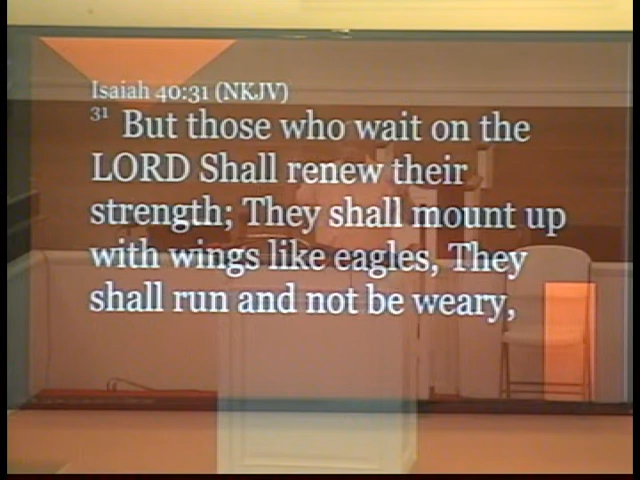 Isaiah 40:31 (NKJV)
31 But those who wait on the
LORD Shall renew their
strength; They shall mount up
with wings like eagles, They
shall run and not be weary,